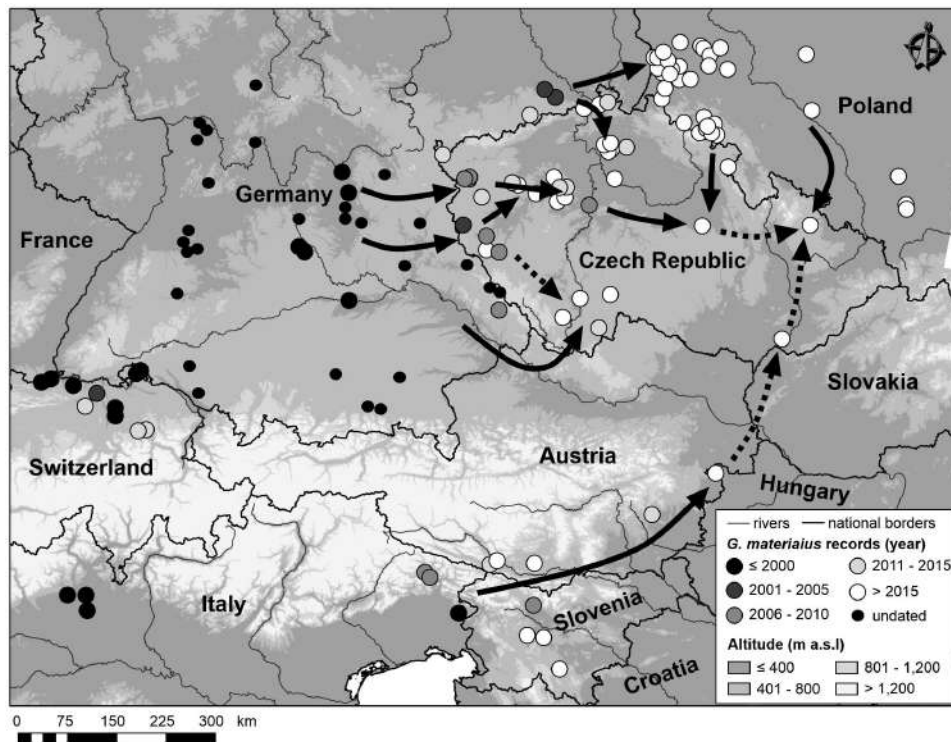 Poland
Germany
France
Czech Republic
Slovakia
Switzerland
Austria
Hungary
Italy
Slovenia
Croatia
rivers national borders
G. materiaius records (year)
≤ 2000 2011 - 2015
2001 - 2005 > 2015
2006 - 2010 undated
Altitude (m a.s.l)
≤ 400 801 - 1,200
401 - 800 > 1,200
0 75 150 225 300 km